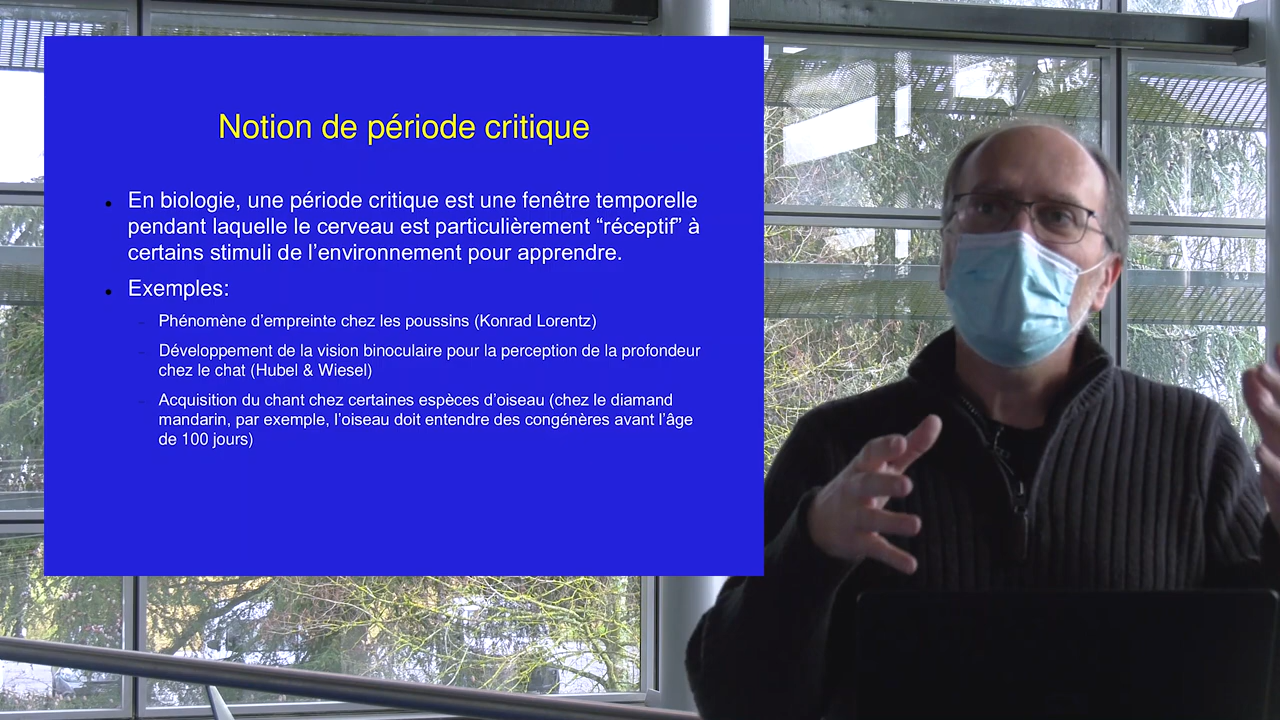 Notion de période critique
En biologie, une période critique est une fenêtre temporelle
pendant laquelle le cerveau est particulièrement “réceptif” à
certains stimuli de l’environnement pour apprendre.
Exemples:
Phénomène d’empreinte chez les poussins (Konrad Lorentz)
Développement de la vision binoculaire pour la perception de la profondeur
chez le chat (Hubel & Wiesel)
Acquisition du chant chez certaines espèces d’oiseau (chez le diamand
mandarin, par exemple, l’oiseau doit entendre des congénères avant l’âge
de 100 jours)